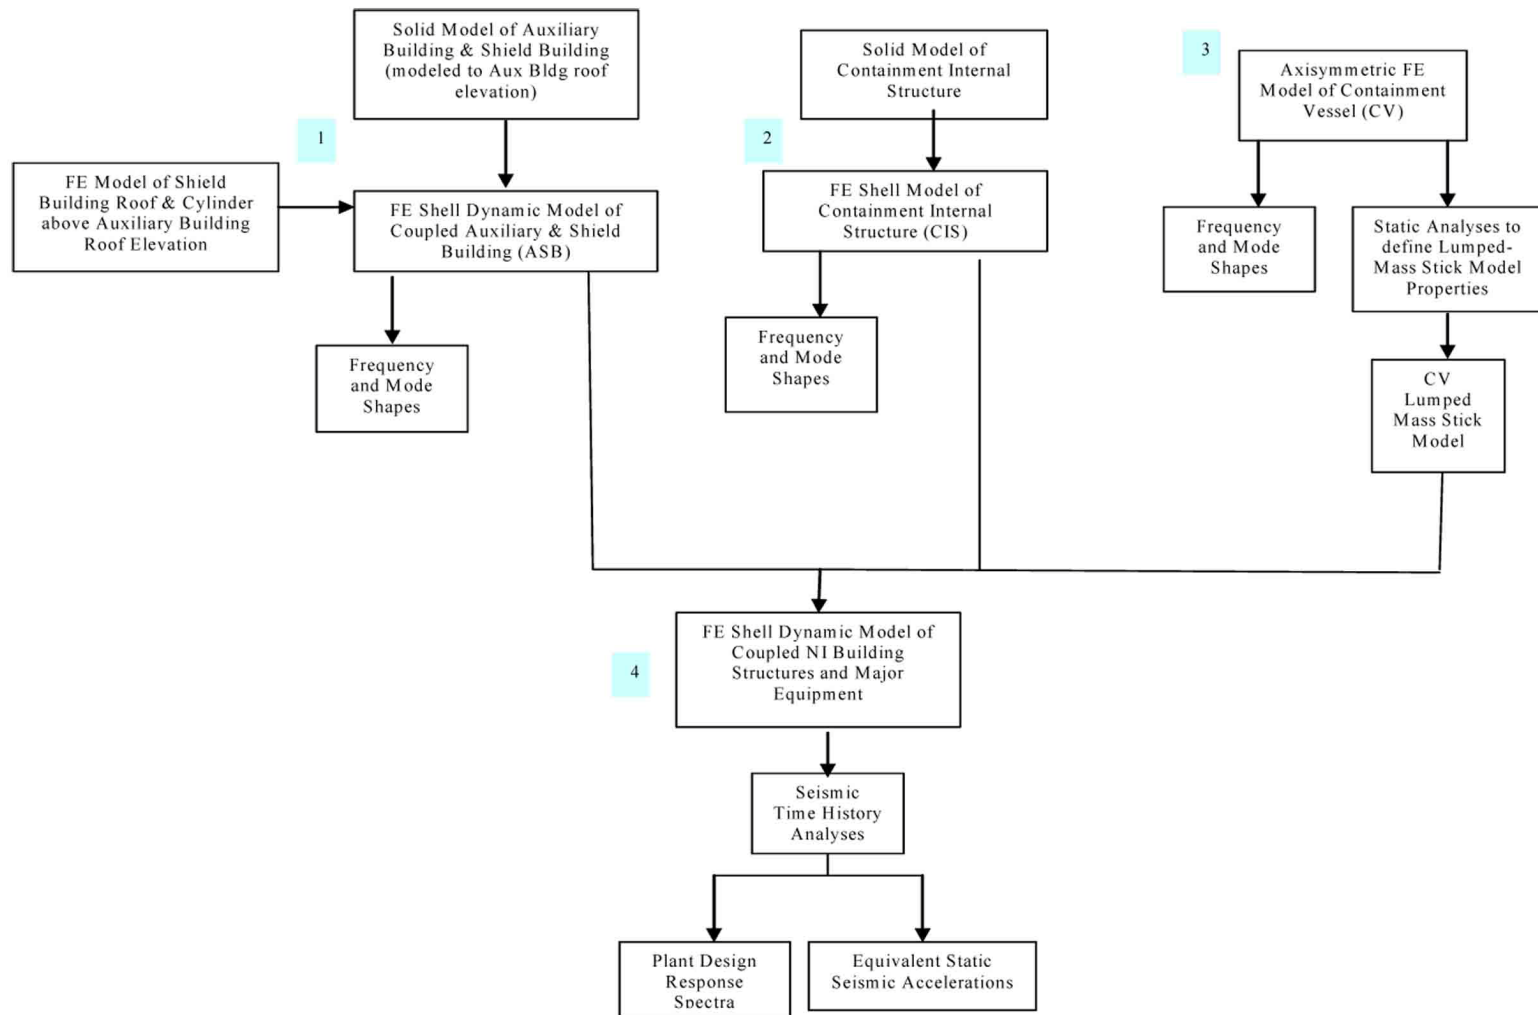 Solid Model of Auxiliary
Building & Shield Building
(modeled to Aux Bldg roof
elevation)
Solid Model of
Containment Internal
Structure
3
Axisymmetric FE
Model of Containment
Vessel (CV)
1
2
FE Model of Shield
Building Roof & Cylinder
above Auxiliary Building
Roof Elevation
FE Shell Dynamic Model of
Coupled Auxiliary & Shield
Building (ASB)
FE Shell Model of
Containment Internal
Structure (CIS)
Frequency
and Mode
Shapes
Static Analyses to
define Lumped-
Mass Stick Model
Properties
Frequency
and Mode
Shapes
Frequency
and Mode
Shapes
CV
Lumped
Mass Stick
Model
4
FE Shell Dynamic Model of
Coupled NI Building
Structures and Major
Equipment
Seismic
Time History
Analyses
Plant Design
Response
Spectra
Equivalent Static
Seismic Accelerations